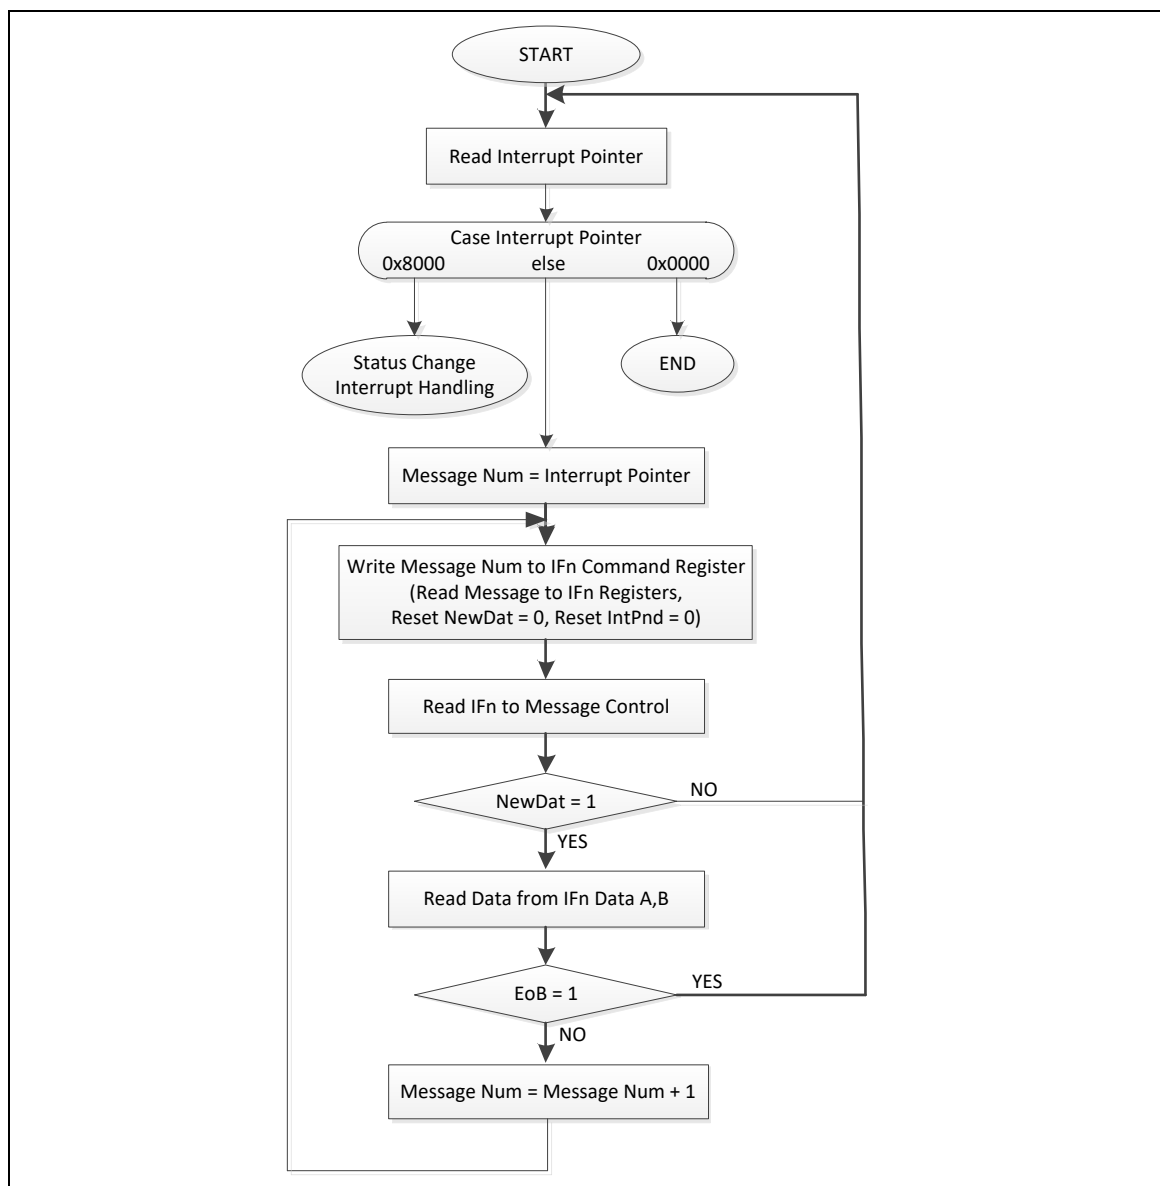 START
Read Interrupt Pointer
Case Interrupt Pointer
0x8000 else 0x0000
Status Change
Interrupt Handling
END
Message Num = Interrupt Pointer
Write Message Num to IFn Command Register
(Read Message to IFn Registers,
Reset NewDat = 0, Reset IntPnd = 0)
Read IFn to Message Control
NewDat = 1
NO
YES
Read Data from IFn Data A,B
EoB = 1
YES
NO
Message Num = Message Num + 1